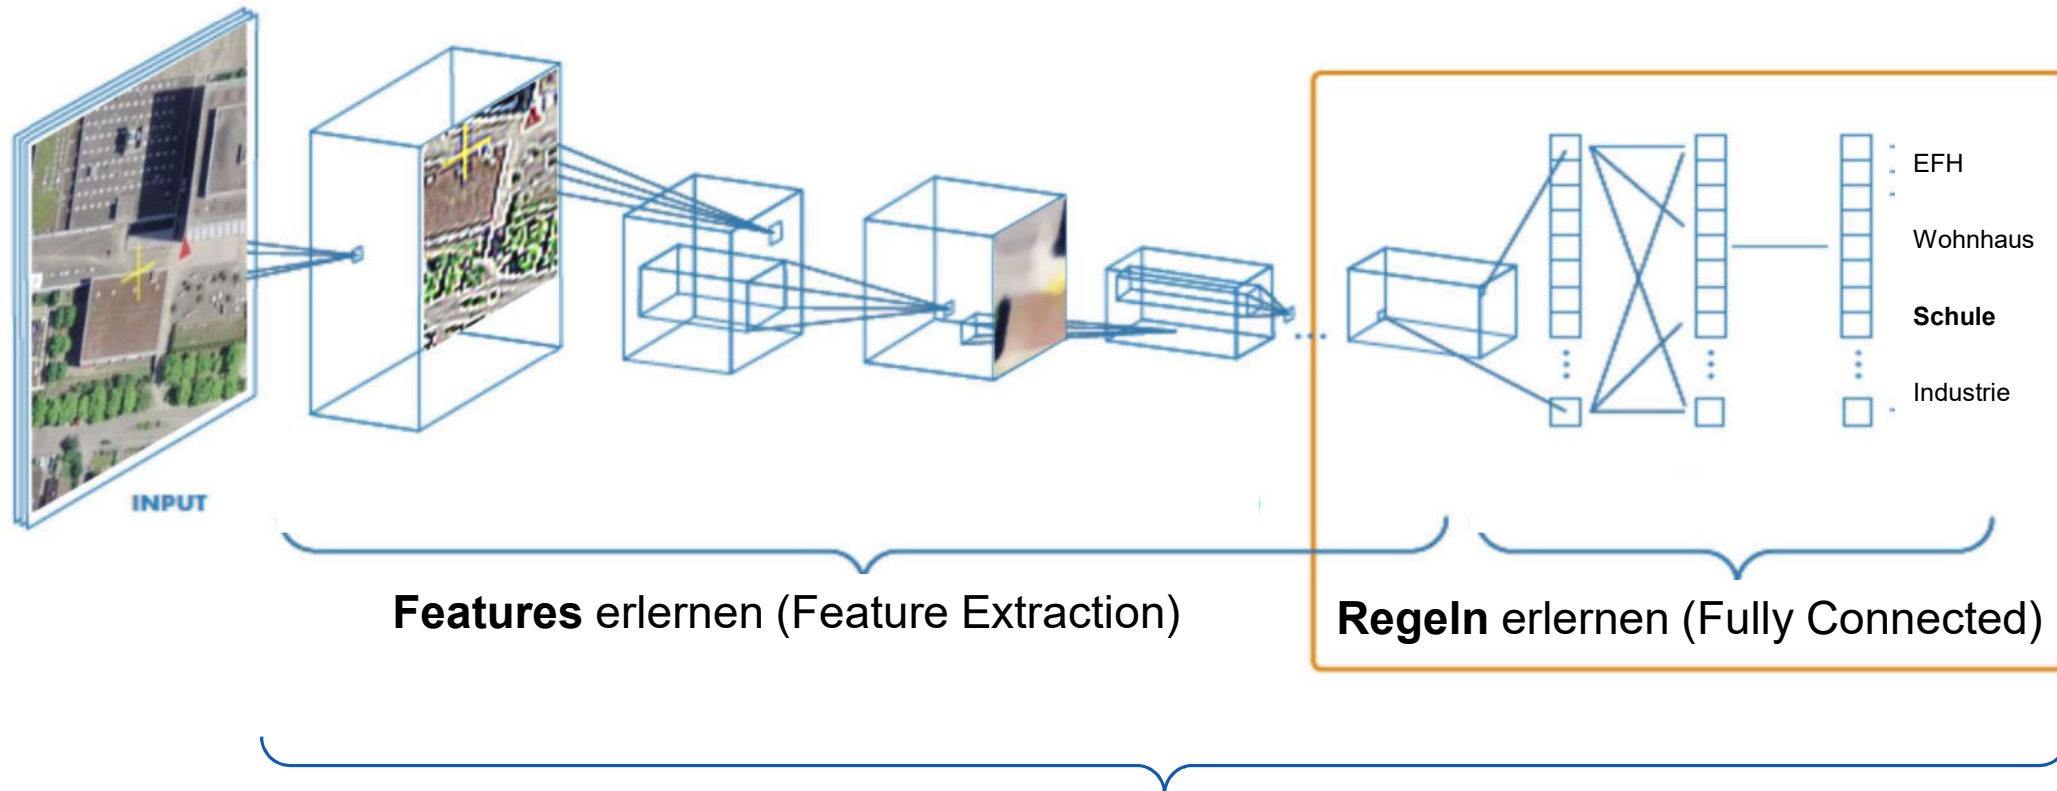 INPUT
EFH
Wohnhaus
Schule
Industrie
Features erlernen (Feature Extraction)
Regeln erlernen (Fully Connected)